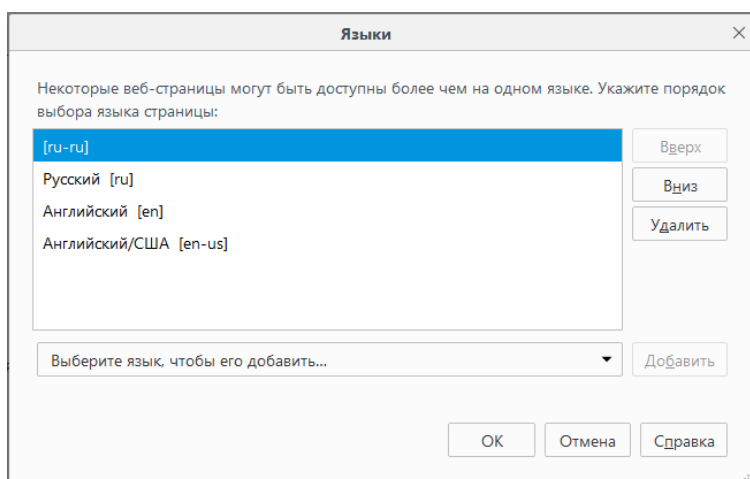 Языки
Некоторые веб-страницы могут быть доступны более чем на одном языке. Укажите порядок
выбора языка страницы:
[ru-ru]
Русский [ru]
Английский [en]
Английский/США [en-us]
Вверх
Вниз
Удалить
Выберите язык, чтобы его добавить...
Добавить
ОК
Отмена
Справка